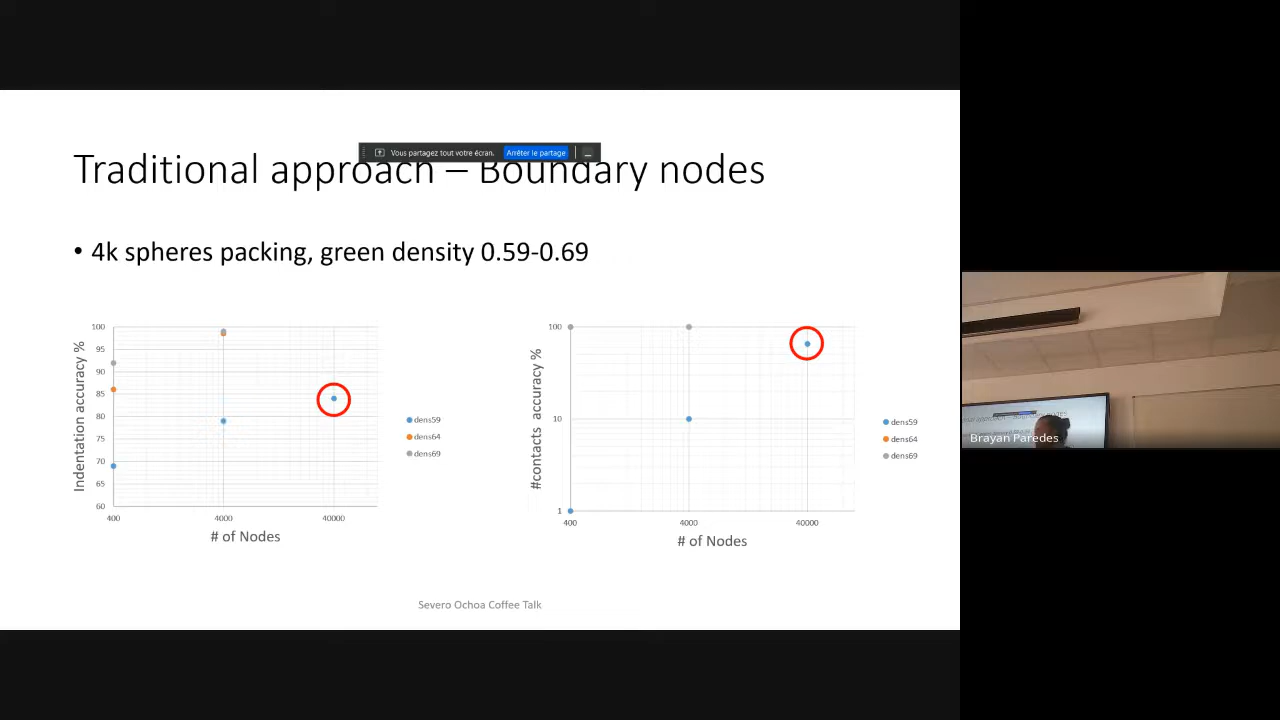 Vous partagez tout votre écran. Arrêter le partage
Traditional approach – Boundary nodes
• 4k spheres packing, green density 0.59-0.69
Indentation accuracy %
100
95
90
85
80
75
70
65
60
400 4000 40000
# of Nodes
dens59
dens64
dens69
#contacts accuracy %
100
10
1
400 4000 40000
# of Nodes
dens59
dens64
dens69
Severo Ochoa Coffee Talk
Brayan Paredes